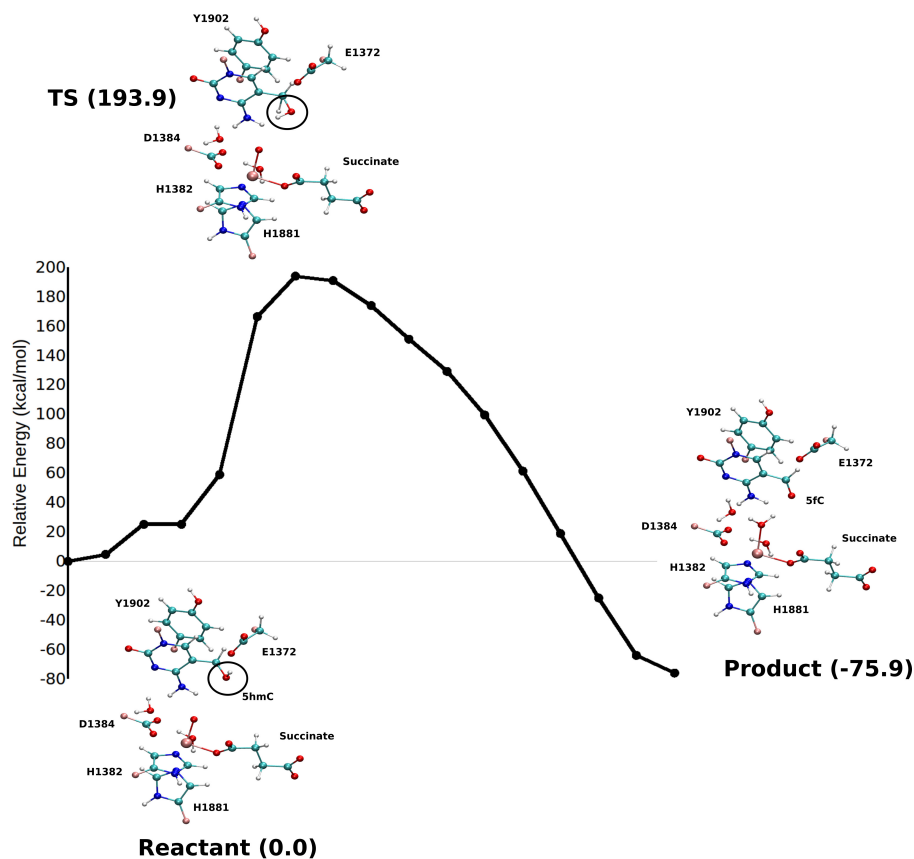 Y1902
E1372
TS (193.9)
D1384
Succinate
H1382
H1881
Relative Energy (kcal/mol)
200
180
160
140
120
100
80
60
40
20
0
-20
-40
-60
-80
Y1902
E1372
5fC
D1384
Succinate
H1382
H1881
Product (-75.9)
Y1902
E1372
5hmC
D1384
Succinate
H1382
H1881
Reactant (0.0)